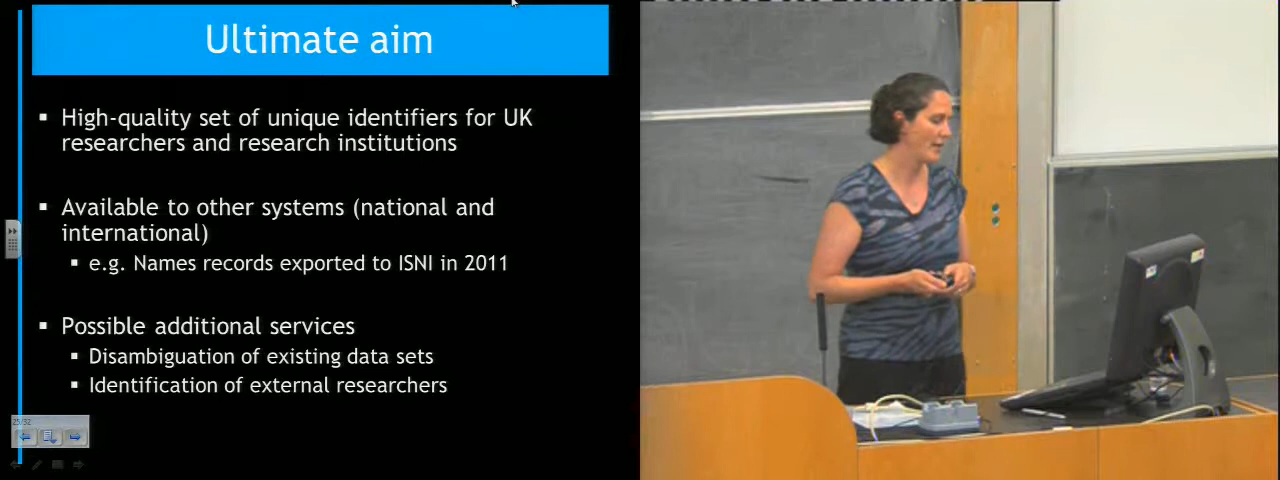 Ultimate aim
▪ High-quality set of unique identifiers for UK
researchers and research institutions
▪ Available to other systems (national and
international)
▪ e.g. Names records exported to ISNI in 2011
▪ Possible additional services
▪ Disambiguation of existing data sets
▪ Identification of external researchers
25/32